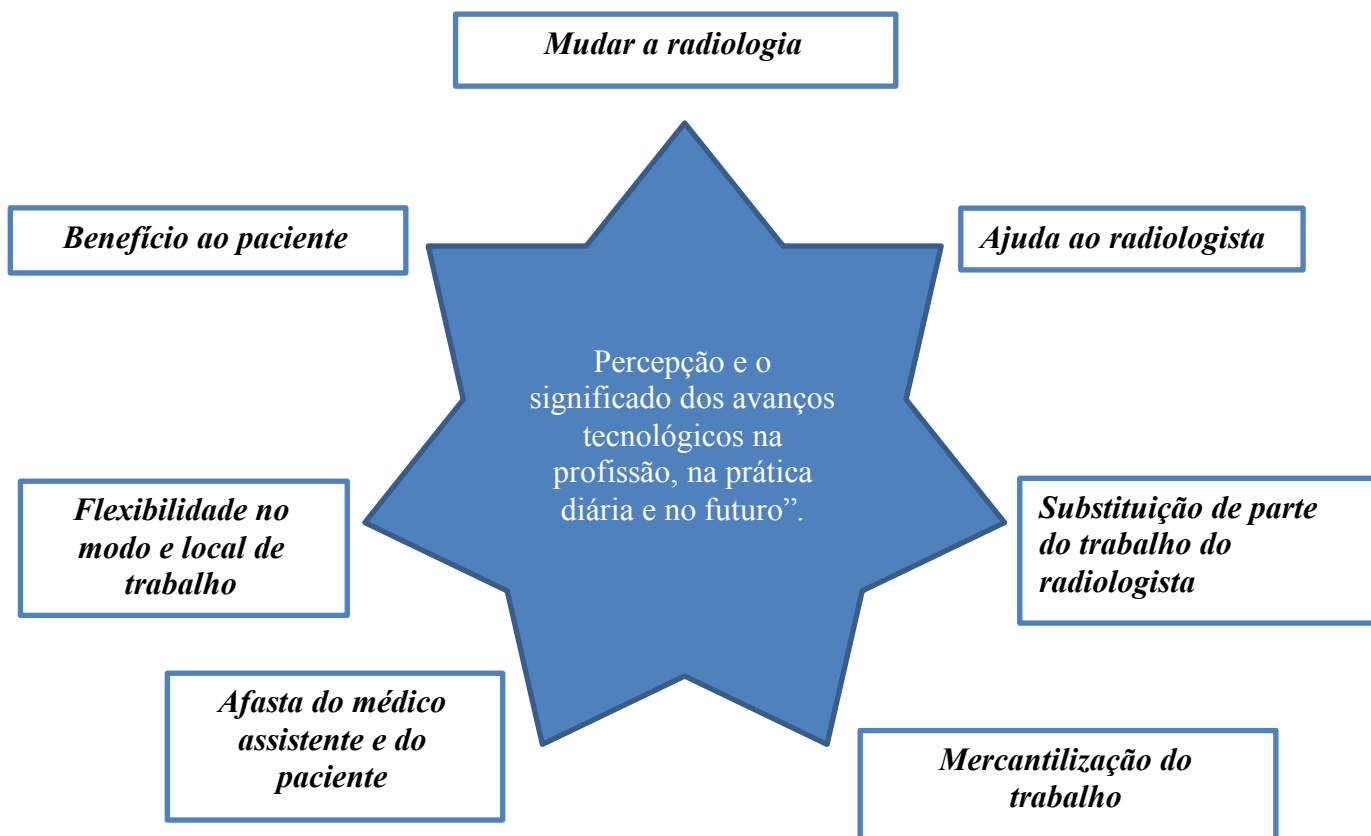 Mudar a radiologia
Benefício ao paciente
Ajuda ao radiologista
Percepção e o
significado dos avanços
tecnológicos na
profissão, na prática
diária e no futuro”.
Flexibilidade no
modo e local de
trabalho
Substituição de parte
do trabalho do
radiologista
Afasta do médico
assistente e do
paciente
Mercantilização do
trabalho